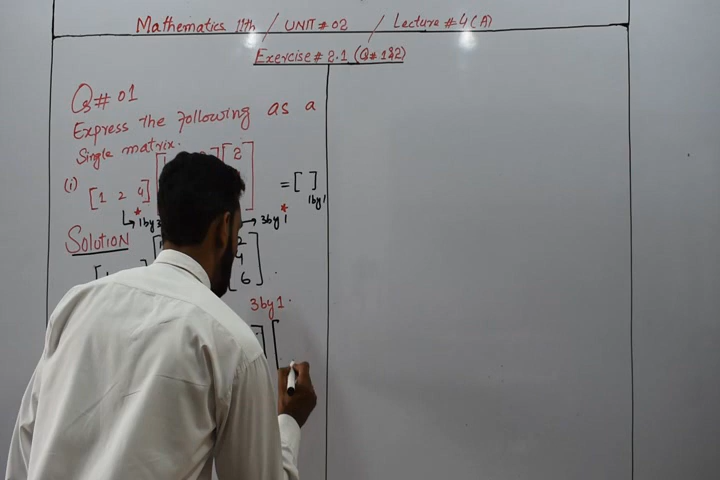 Mathematics 11th / UNIT # 02 / Lecture # 4(A)
Exercise # 2.1 (Q# 1&2)
Q# 01
Express the following as a
Single matrix.
(i) [1 2 4] [2 = [ ]
1by1
↳ 1by3 → 3by1
Solution
2
4
6
3by1.